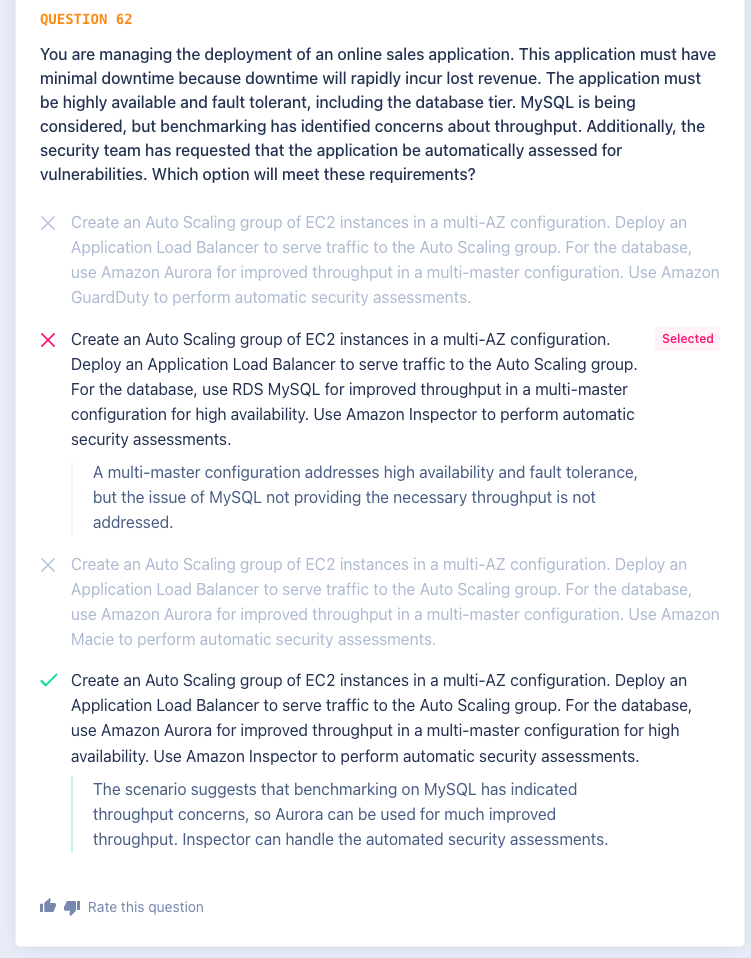 QUESTION 62
You are managing the deployment of an online sales application. This application must have
minimal downtime because downtime will rapidly incur lost revenue. The application must
be highly available and fault tolerant, including the database tier. MySQL is being
considered, but benchmarking has identified concerns about throughput. Additionally, the
security team has requested that the application be automatically assessed for
vulnerabilities. Which option will meet these requirements?
Create an Auto Scaling group of EC2 instances in a multi-AZ configuration. Deploy an
Application Load Balancer to serve traffic to the Auto Scaling group. For the database,
use Amazon Aurora for improved throughput in a multi-master configuration. Use Amazon
GuardDuty to perform automatic security assessments.
Create an Auto Scaling group of EC2 instances in a multi-AZ configuration.
Selected
Deploy an Application Load Balancer to serve traffic to the Auto Scaling group.
For the database, use RDS MySQL for improved throughput in a multi-master
configuration for high availability. Use Amazon Inspector to perform automatic
security assessments.
A multi-master configuration addresses high availability and fault tolerance,
but the issue of MySQL not providing the necessary throughput is not
addressed.
Create an Auto Scaling group of EC2 instances in a multi-AZ configuration. Deploy an
Application Load Balancer to serve traffic to the Auto Scaling group. For the database,
use Amazon Aurora for improved throughput in a multi-master configuration. Use Amazon
Macie to perform automatic security assessments.
Create an Auto Scaling group of EC2 instances in a multi-AZ configuration. Deploy an
Application Load Balancer to serve traffic to the Auto Scaling group. For the database,
use Amazon Aurora for improved throughput in a multi-master configuration for high
availability. Use Amazon Inspector to perform automatic security assessments.
The scenario suggests that benchmarking on MySQL has indicated
throughput concerns, so Aurora can be used for much improved
throughput. Inspector can handle the automated security assessments.
Rate this question